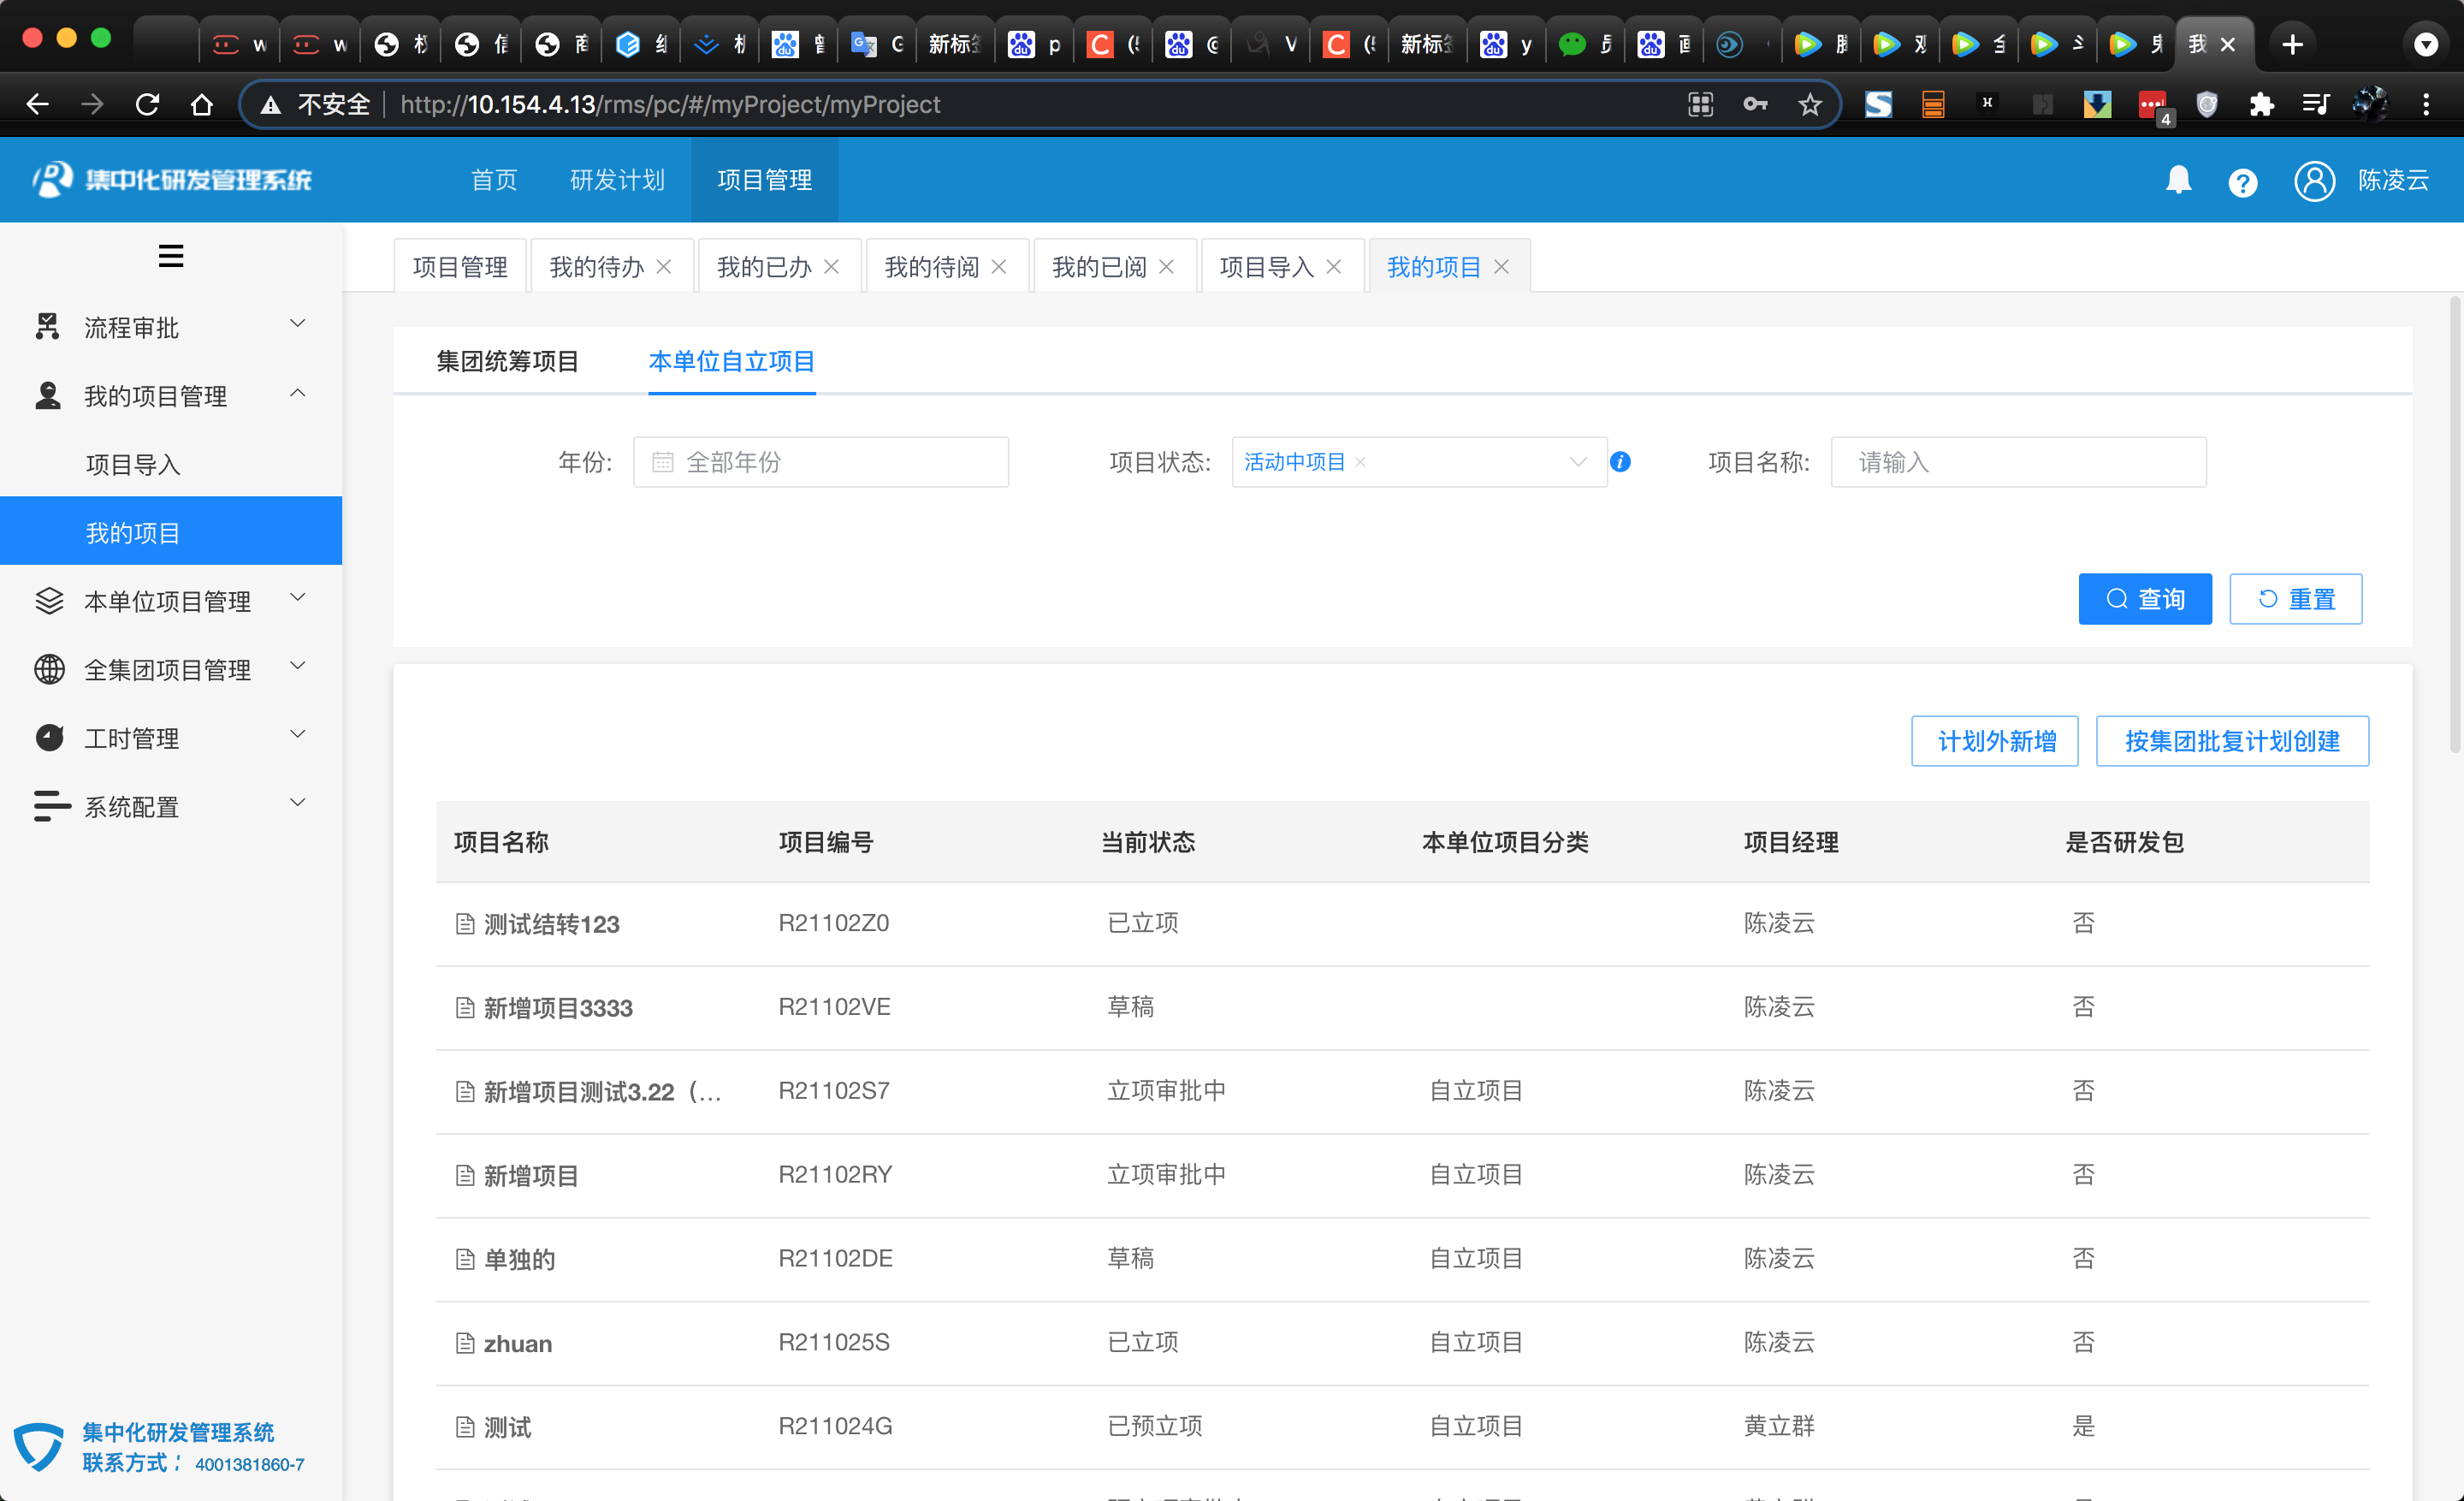 新标签
新标签
不安全 http://10.154.4.13/rms/pc/#/myProject/myProject
4
集中化研发管理系统 首页 研发计划 项目管理 陈凌云
项目管理 我的待办 我的已办 我的待阅 我的已阅 项目导入 我的项目
流程审批
我的项目管理
项目导入
我的项目
本单位项目管理
全集团项目管理
工时管理
系统配置
集中化研发管理系统
联系方式: 4001381860-7
集团统筹项目 本单位自立项目
年份: 全部年份 项目状态: 活动中项目 项目名称: 请输入
查询 重置
计划外新增 按集团批复计划创建
项目名称 项目编号 当前状态 本单位项目分类 项目经理 是否研发包
测试结转123 R21102Z0 已立项 陈凌云 否
新增项目3333 R21102VE 草稿 陈凌云 否
新增项目测试3.22（... R21102S7 立项审批中 自立项目 陈凌云 否
新增项目 R21102RY 立项审批中 自立项目 陈凌云 否
单独的 R21102DE 草稿 自立项目 陈凌云 否
zhuan R211025S 已立项 自立项目 陈凌云 否
测试 R211024G 已预立项 自立项目 黄立群 是